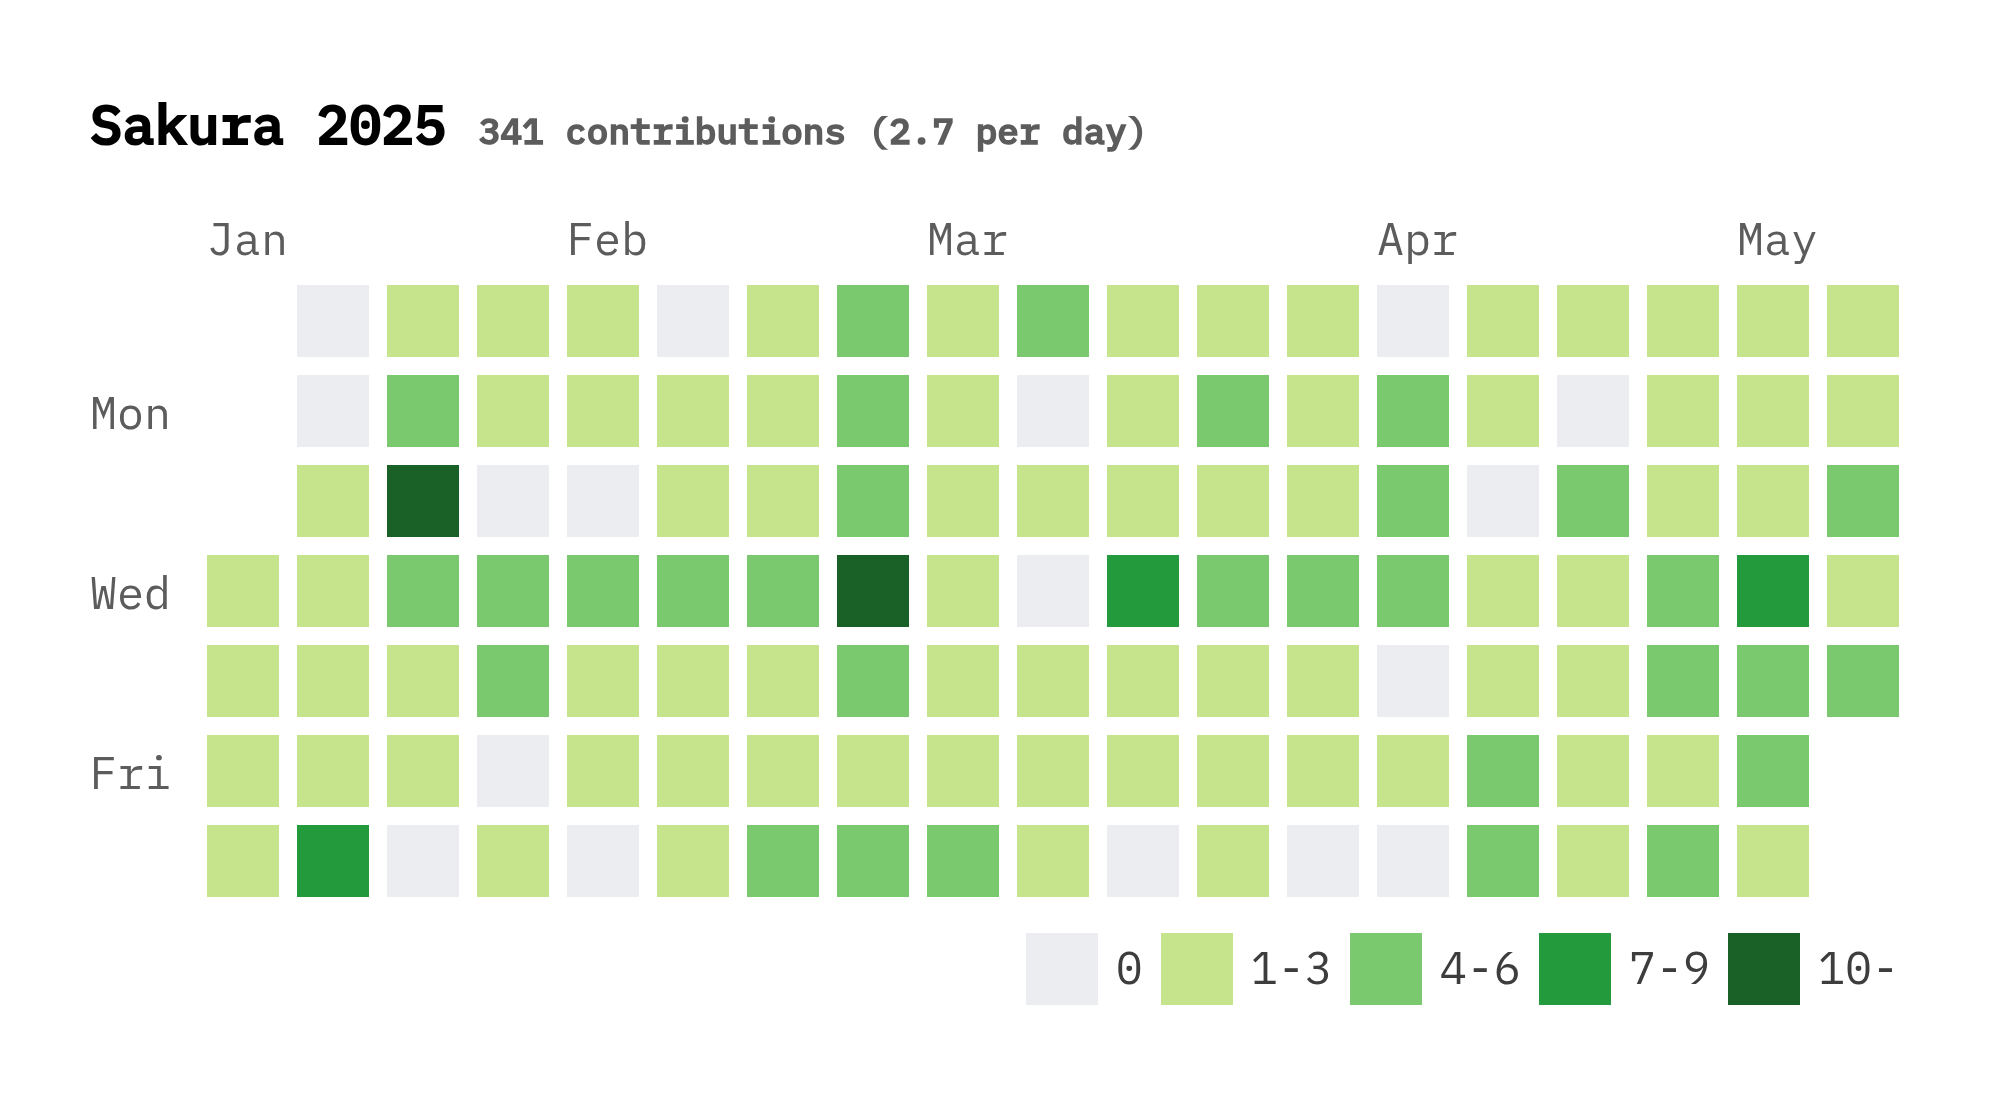 Sakura 2025 341 contributions (2.7 per day)
Jan Feb Mar Apr May
Mon
Wed
Fri
0 1-3 4-6 7-9 10-